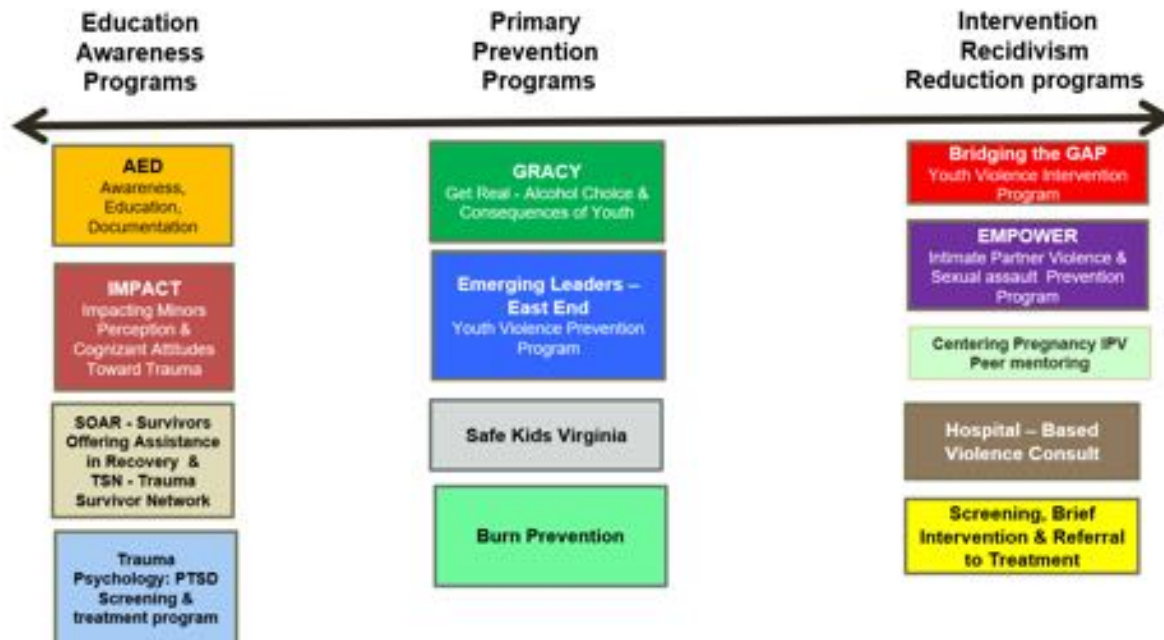 Education
Awareness
Programs
Primary
Prevention
Programs
Intervention
Recidivism
Reduction programs
AED
Awareness,
Education,
Documentation
IMPACT
Impacting Minors
Perception &
Cognizant Attitudes
Toward Trauma
SOAR - Survivors
Offering Assistance
in Recovery &
TSN - Trauma
Survivor Network
Trauma
Psychology: PTSD
Screening &
treatment program
GRACY
Get Real - Alcohol Choice &
Consequences of Youth
Emerging Leaders –
East End
Youth Violence Prevention
Program
Safe Kids Virginia
Burn Prevention
Bridging the GAP
Youth Violence Intervention
Program
EMPOWER
Intimate Partner Violence &
Sexual assault Prevention
Program
Centering Pregnancy IPV
Peer mentoring
Hospital – Based
Violence Consult
Screening, Brief
Intervention & Referral
to Treatment